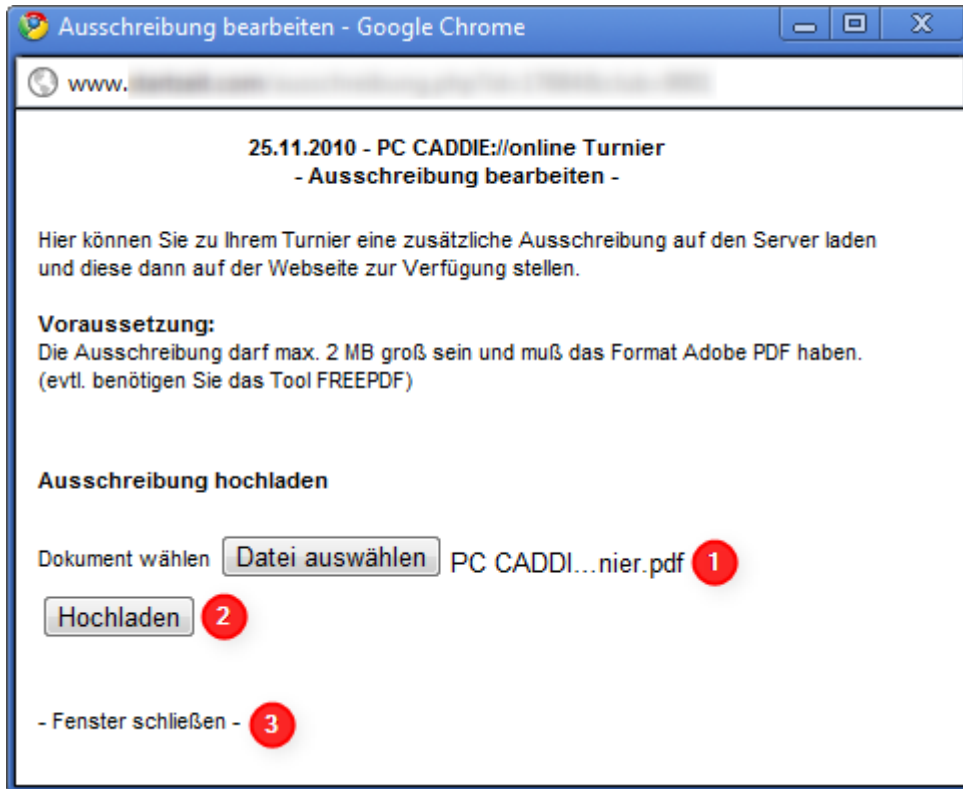 Ausschreibung bearbeiten - Google Chrome
www.
25.11.2010 - PC CADDIE://online Turnier
- Ausschreibung bearbeiten -
Hier können Sie zu Ihrem Turnier eine zusätzliche Ausschreibung auf den Server laden
und diese dann auf der Webseite zur Verfügung stellen.
Voraussetzung:
Die Ausschreibung darf max. 2 MB groß sein und muß das Format Adobe PDF haben.
(evtl. benötigen Sie das Tool FREEPDF)
Ausschreibung hochladen
Dokument wählen Datei auswählen PC CADDI...nier.pdf 1
Hochladen 2
- Fenster schließen - 3